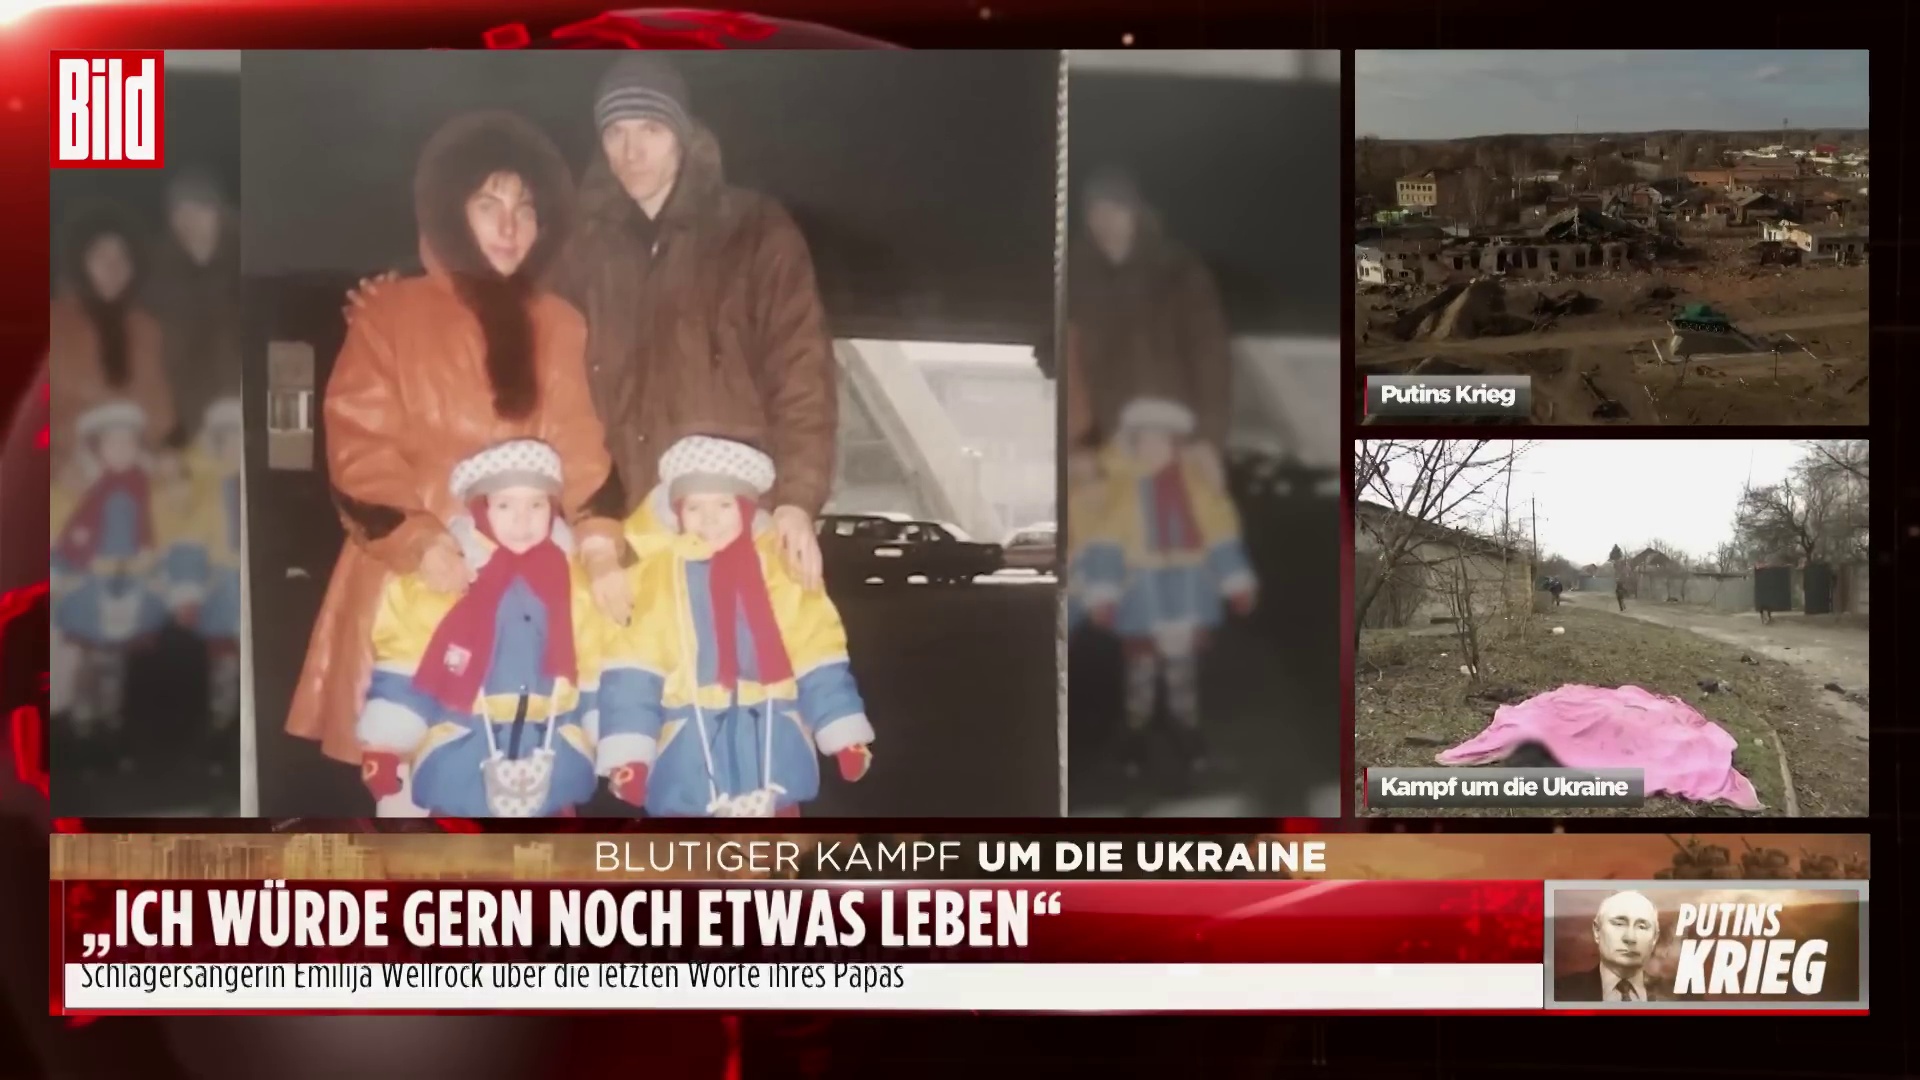 Bild
Putins Krieg
Kampf um die Ukraine
BLUTIGER KAMPF UM DIE UKRAINE
„ICH WÜRDE GERN NOCH ETWAS LEBEN“
Schlagersängerin Emilija Wellrock über die letzten Worte ihres Papas
PUTINS
KRIEG